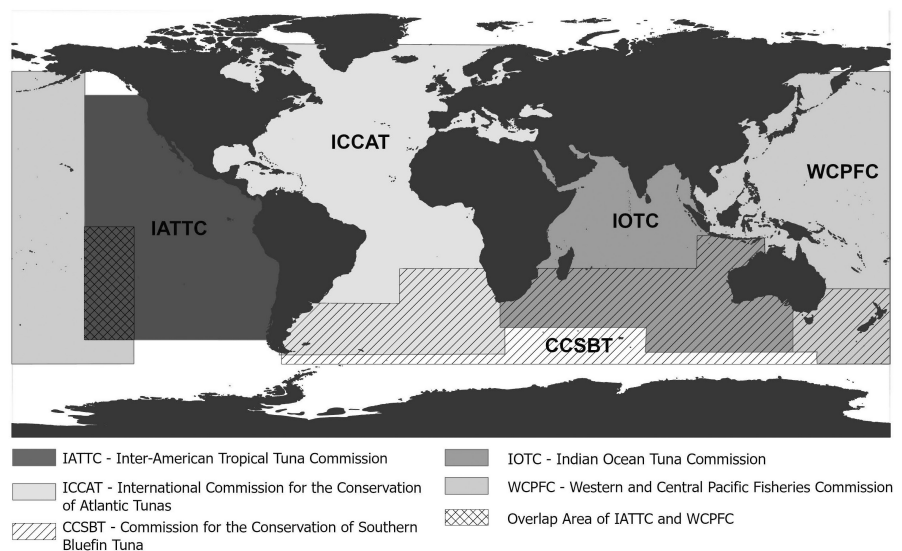 ICCAT
WCPFC
IATTC
IOTC
CCSBT
IATTC - Inter-American Tropical Tuna Commission
ICCAT - International Commission for the Conservation
of Atlantic Tunas
CCSBT - Commission for the Conservation of Southern
Bluefin Tuna
IOTC - Indian Ocean Tuna Commission
WCPFC - Western and Central Pacific Fisheries Commission
Overlap Area of IATTC and WCPFC